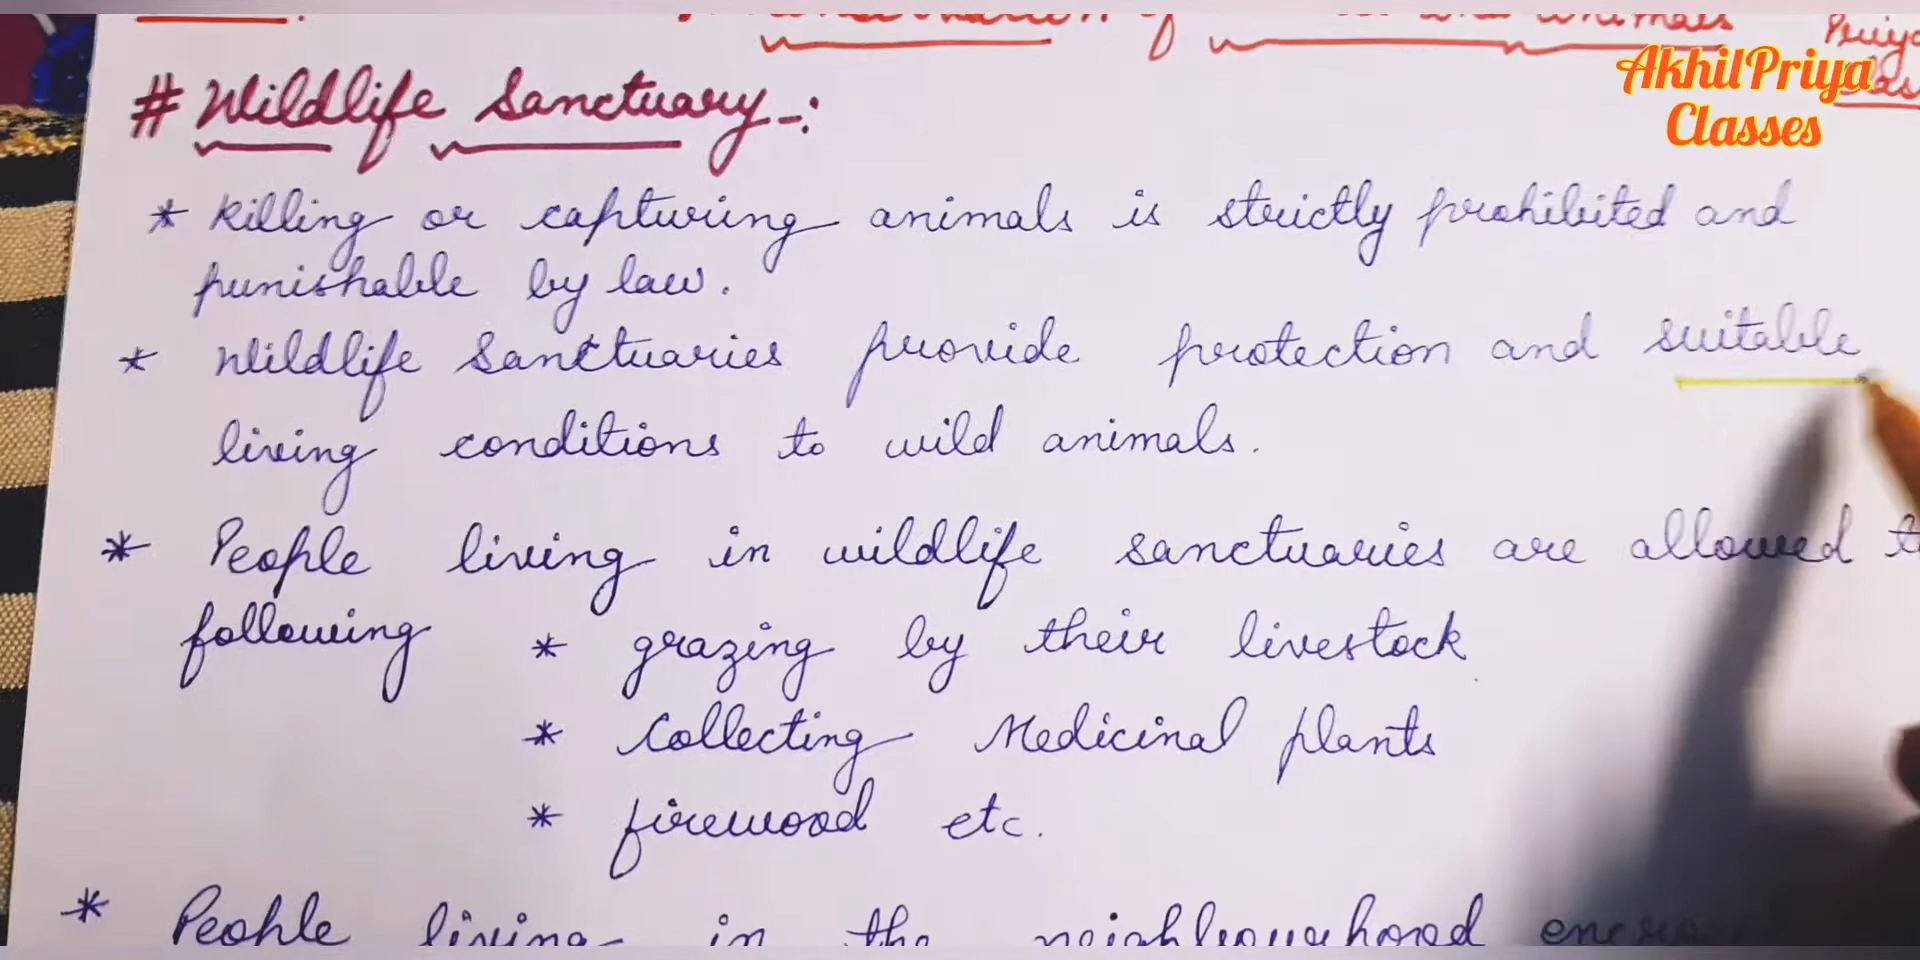 of
# Wildlife Sanctuary -:
AkhilPriya
Classes
* Killing or capturing animals is strictly prohibited and
punishable by law.
* Wildlife Sanctuaries provide protection and suitable
living conditions to wild animals.
* People living in wildlife sanctuaries are allowed
following * grazing by their livestock
* Collecting Medicinal plants
* firewood etc.
* People living in the neighbourhood